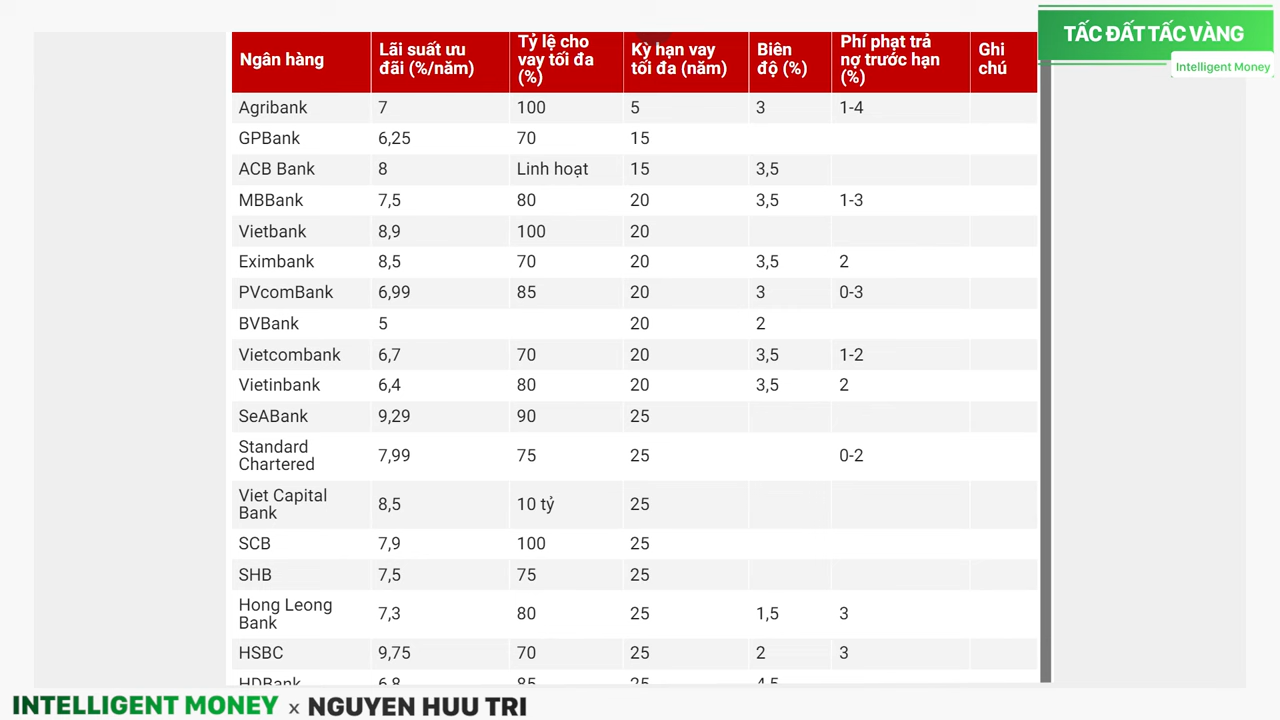 TẤC ĐẤT TẤC VÀNG
Intelligent Money
Ngân hàng Lãi suất ưu đãi (%/năm) Tỷ lệ cho vay tối đa (%) Kỳ hạn vay tối đa (năm) Biên độ (%) Phí phạt trả nợ trước hạn (%) Ghi chú
Agribank 7 100 5 3 1-4
GPBank 6,25 70 15
ACB Bank 8 Linh hoạt 15 3,5
MBBank 7,5 80 20 3,5 1-3
Vietbank 8,9 100 20
Eximbank 8,5 70 20 3,5 2
PVcomBank 6,99 85 20 3 0-3
BVBank 5 20 2
Vietcombank 6,7 70 20 3,5 1-2
Vietinbank 6,4 80 20 3,5 2
SeABank 9,29 90 25
Standard Chartered 7,99 75 25 0-2
Viet Capital Bank 8,5 10 tỷ 25
SCB 7,9 100 25
SHB 7,5 75 25
Hong Leong Bank 7,3 80 25 1,5 3
HSBC 9,75 70 25 2 3
HDBank 6,8 85 25 4,5
INTELLIGENT MONEY x NGUYEN HUU TRI